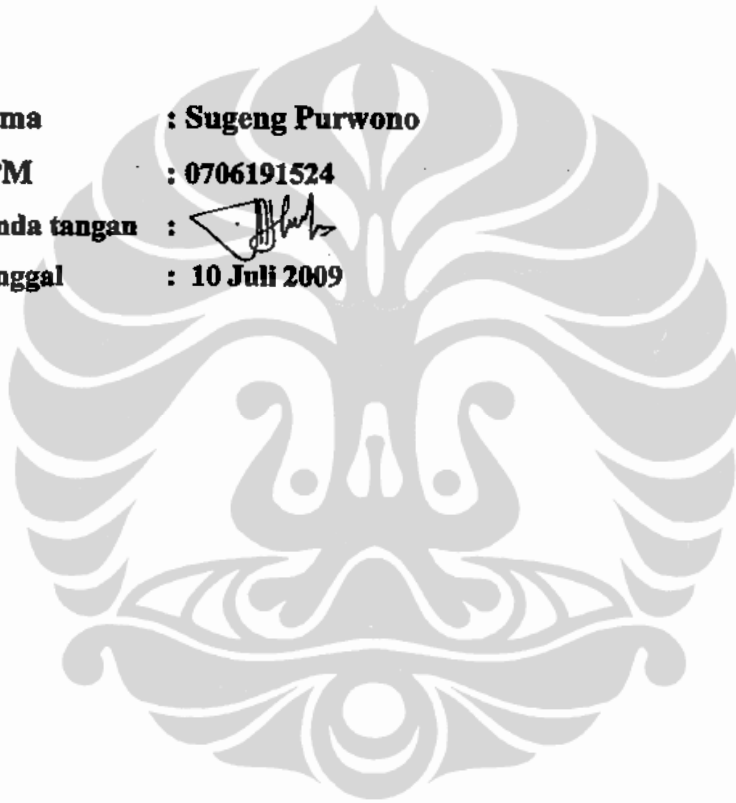 ma : Sugeng Purwono
PM : 0706191524
nda tangan :
nggal : 10 Juli 2009